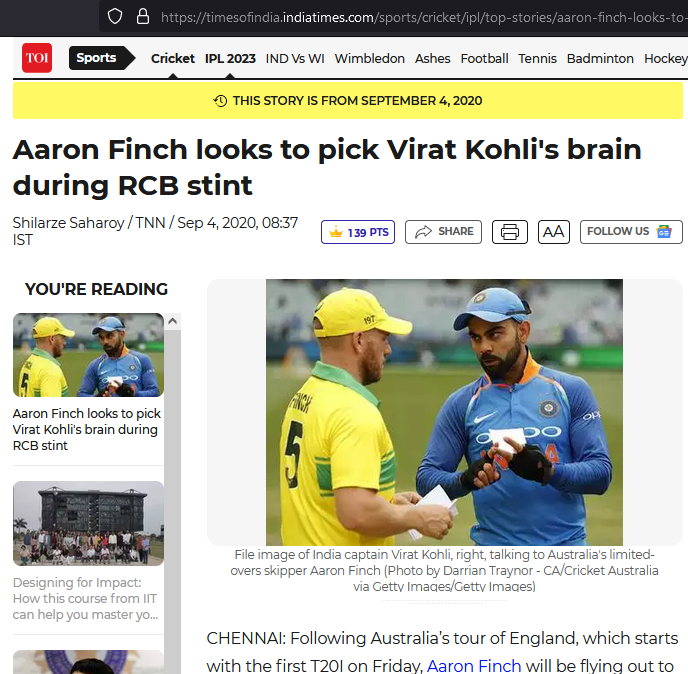 https://timesofindia.indiatimes.com/sports/cricket/ipl/top-stories/aaron-finch-looks-to-
TOI Sports Cricket IPL 2023 IND Vs WI Wimbledon Ashes Football Tennis Badminton Hockey
THIS STORY IS FROM SEPTEMBER 4, 2020
Aaron Finch looks to pick Virat Kohli's brain
during RCB stint
Shilarze Saharoy / TNN / Sep 4, 2020, 08:37
IST
139 PTS
SHARE
AA
FOLLOW US
YOU'RE READING
Aaron Finch looks to pick
Virat Kohli's brain during
RCB stint
Designing for Impact:
How this course from IIT
can help you master yo...
197
FINCH
5
OPPO
File image of India captain Virat Kohli, right, talking to Australia's limited-
overs skipper Aaron Finch (Photo by Darrian Traynor - CA/Cricket Australia
via Getty Images/Getty Images)
CHENNAI: Following Australia’s tour of England, which starts
with the first T20I on Friday, Aaron Finch will be flying out to